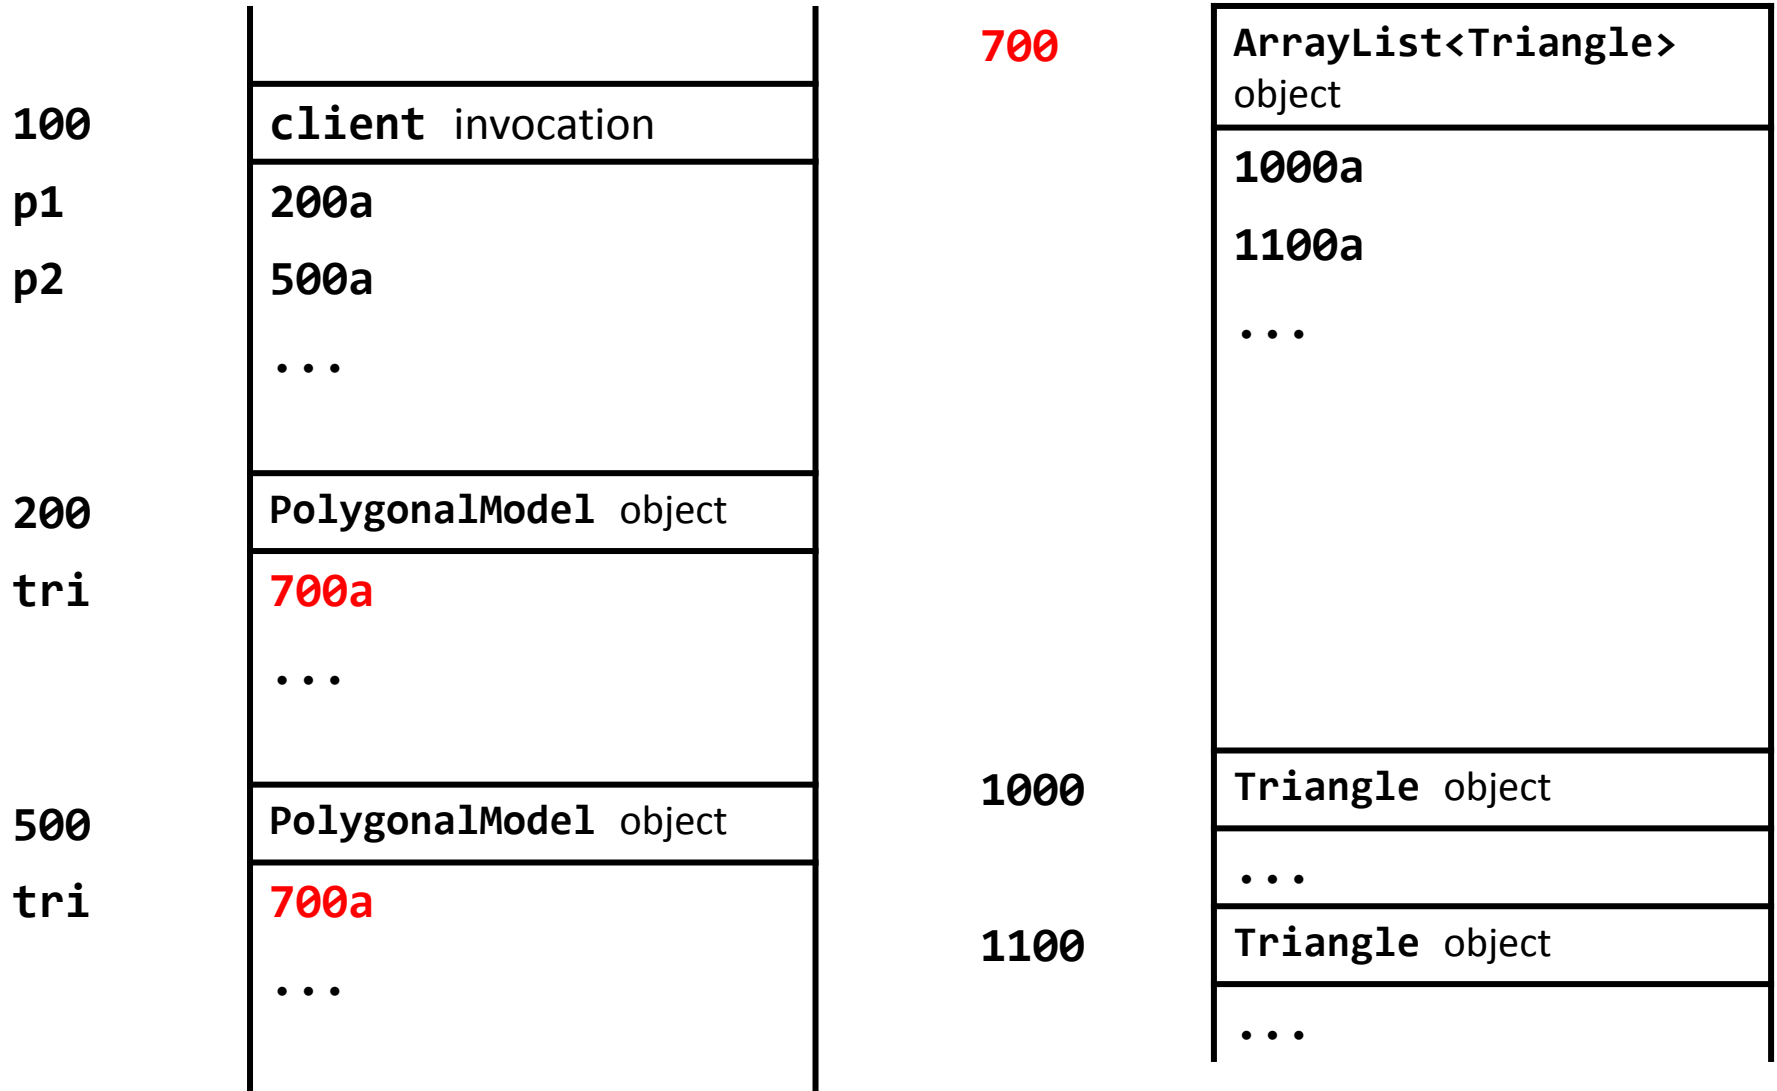 100 client invocation
p1 200a
p2 500a
...
200 PolygonalModel object
tri 700a
...
500 PolygonalModel object
tri 700a
...
700 ArrayList<Triangle>
object
1000a
1100a
...
1000 Triangle object
...
1100 Triangle object
...